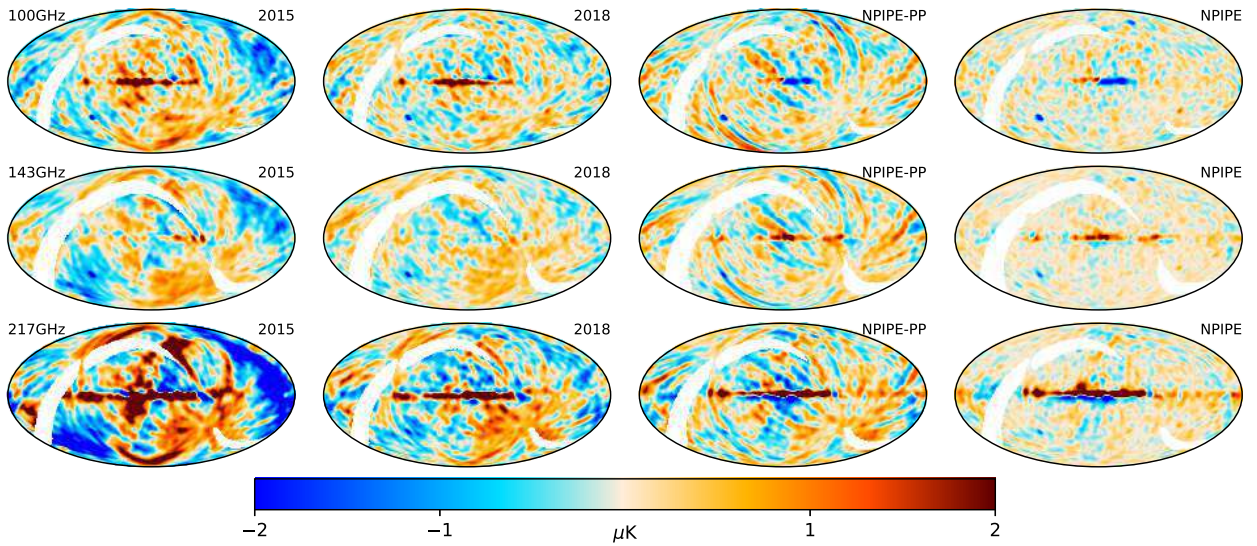 100GHz 2015 2018 NPIPE-PP NPIPE
143GHz 2015 2018 NPIPE-PP NPIPE
217GHz 2015 2018 NPIPE-PP NPIPE
−2 −1 μK 1 2